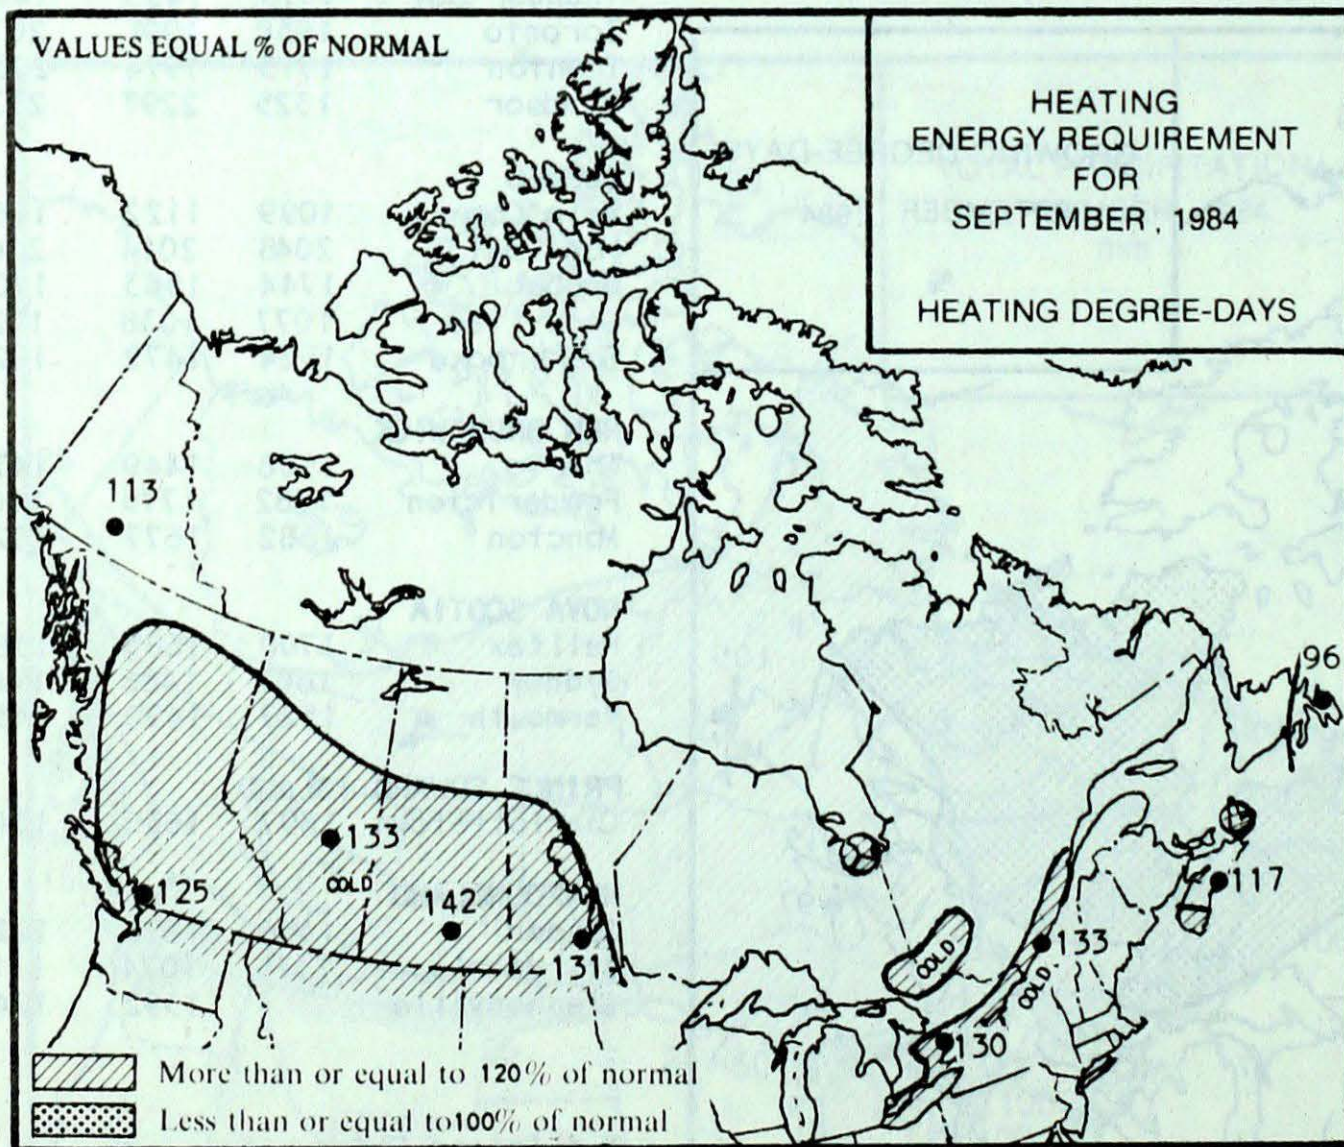 VALUES EQUAL % OF NORMAL
HEATING
ENERGY REQUIREMENT
FOR
SEPTEMBER, 1984
HEATING DEGREE-DAYS
113
96
133
COLD
125
142
131
117
COLD
133
COLD
130
More than or equal to 120% of normal
Less than or equal to 100% of normal